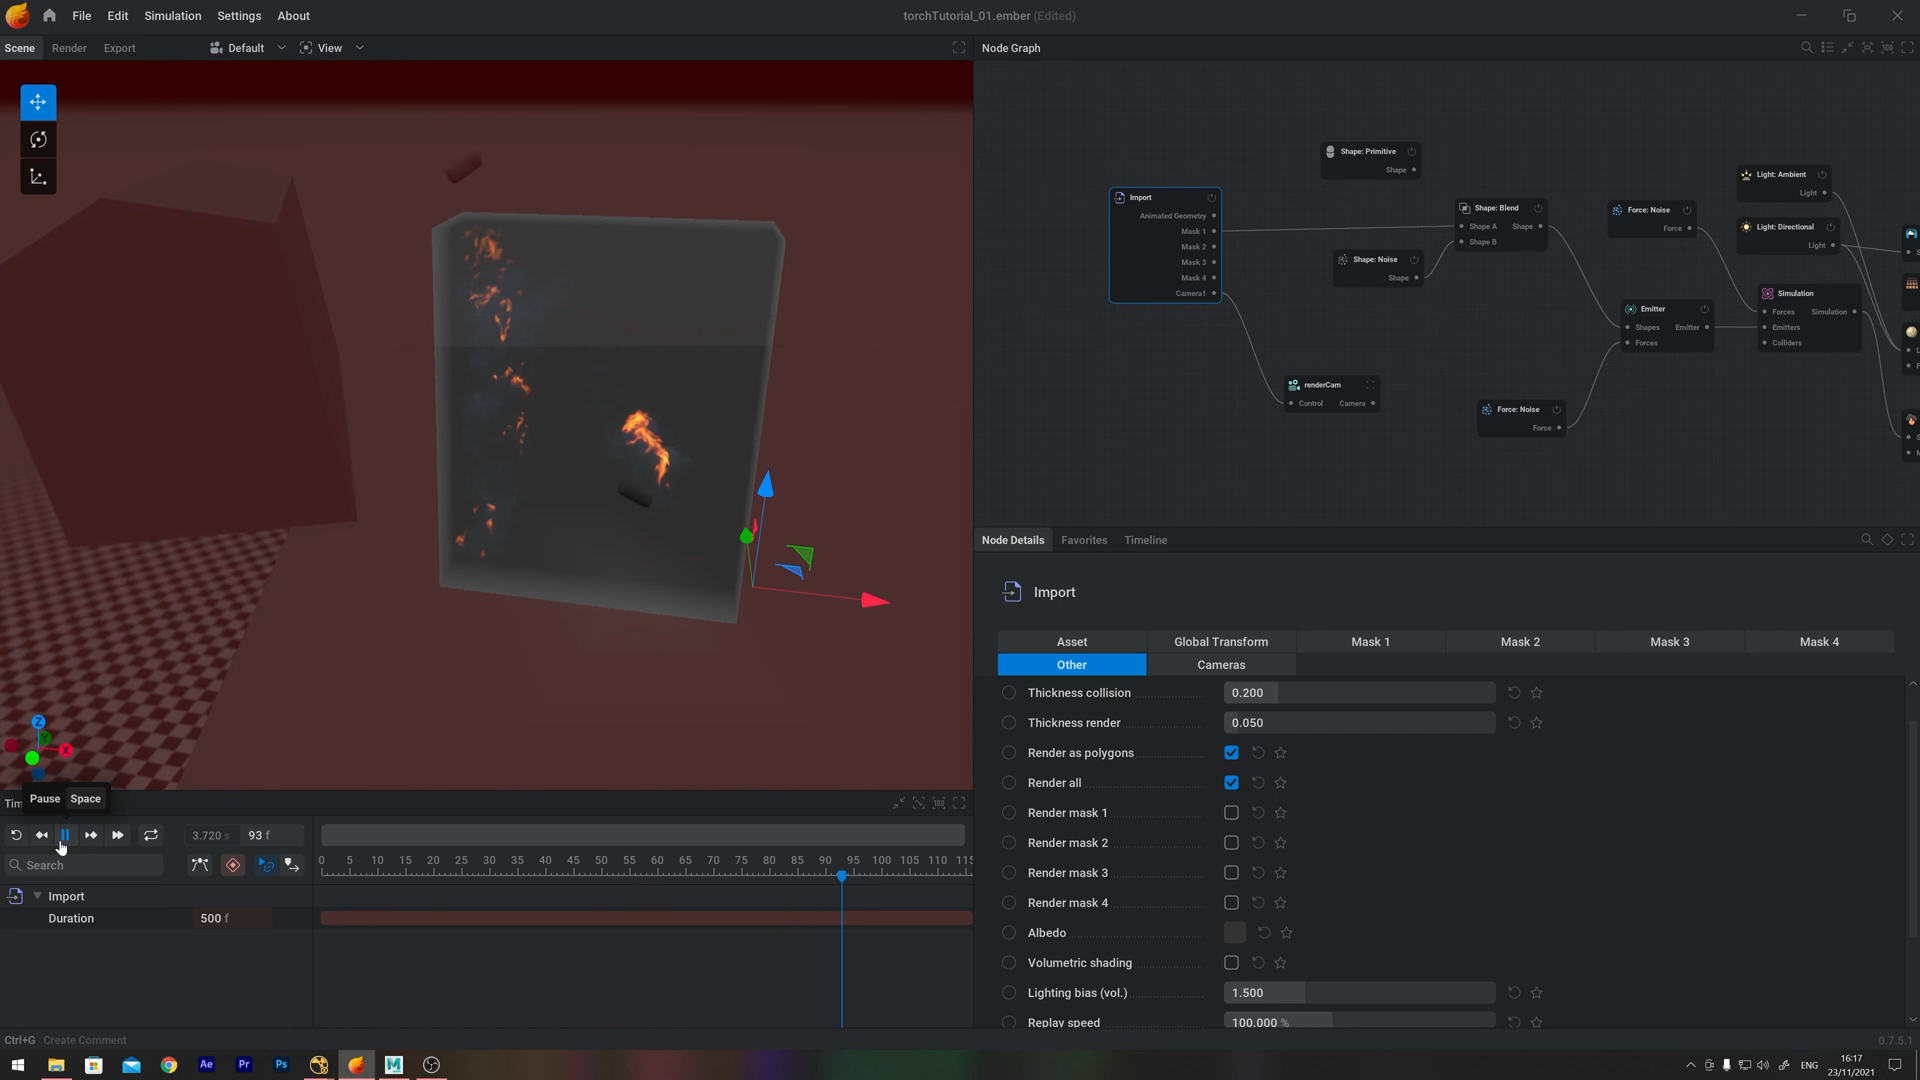 File Edit Simulation Settings About
torchTutorial_01.ember (Edited)
Scene Render Export Default View
Node Graph
Shape: Primitive
Shape
Import
Animated Geometry
Mask 1
Mask 2
Mask 3
Mask 4
Camera1
Shape: Blend
Shape A Shape
Shape B
Shape: Noise
Shape
Force: Noise
Force
Light: Ambient
Light
Light: Directional
Light
Simulation
Forces Simulation
Emitters
Colliders
Emitter
Shapes Emitter
Forces
renderCam
Control Camera
Force: Noise
Force
Node Details Favorites Timeline
Import
Asset Global Transform Mask 1 Mask 2 Mask 3 Mask 4
Other Cameras
Thickness collision 0.200
Thickness render 0.050
Render as polygons
Render all
Render mask 1
Render mask 2
Render mask 3
Render mask 4
Albedo
Volumetric shading
Lighting bias (vol.) 1.500
Replay speed 100.000 %
Z
Y
X
Tim
Pause Space
3.720 s 93 f
Search
0 5 10 15 20 25 30 35 40 45 50 55 60 65 70 75 80 85 90 95 100 105 110 115
Import
Duration 500 f
Ctrl+G Create Comment
0.7.5.1
Ae Pr Ps M
ENG
16:17
23/11/2021